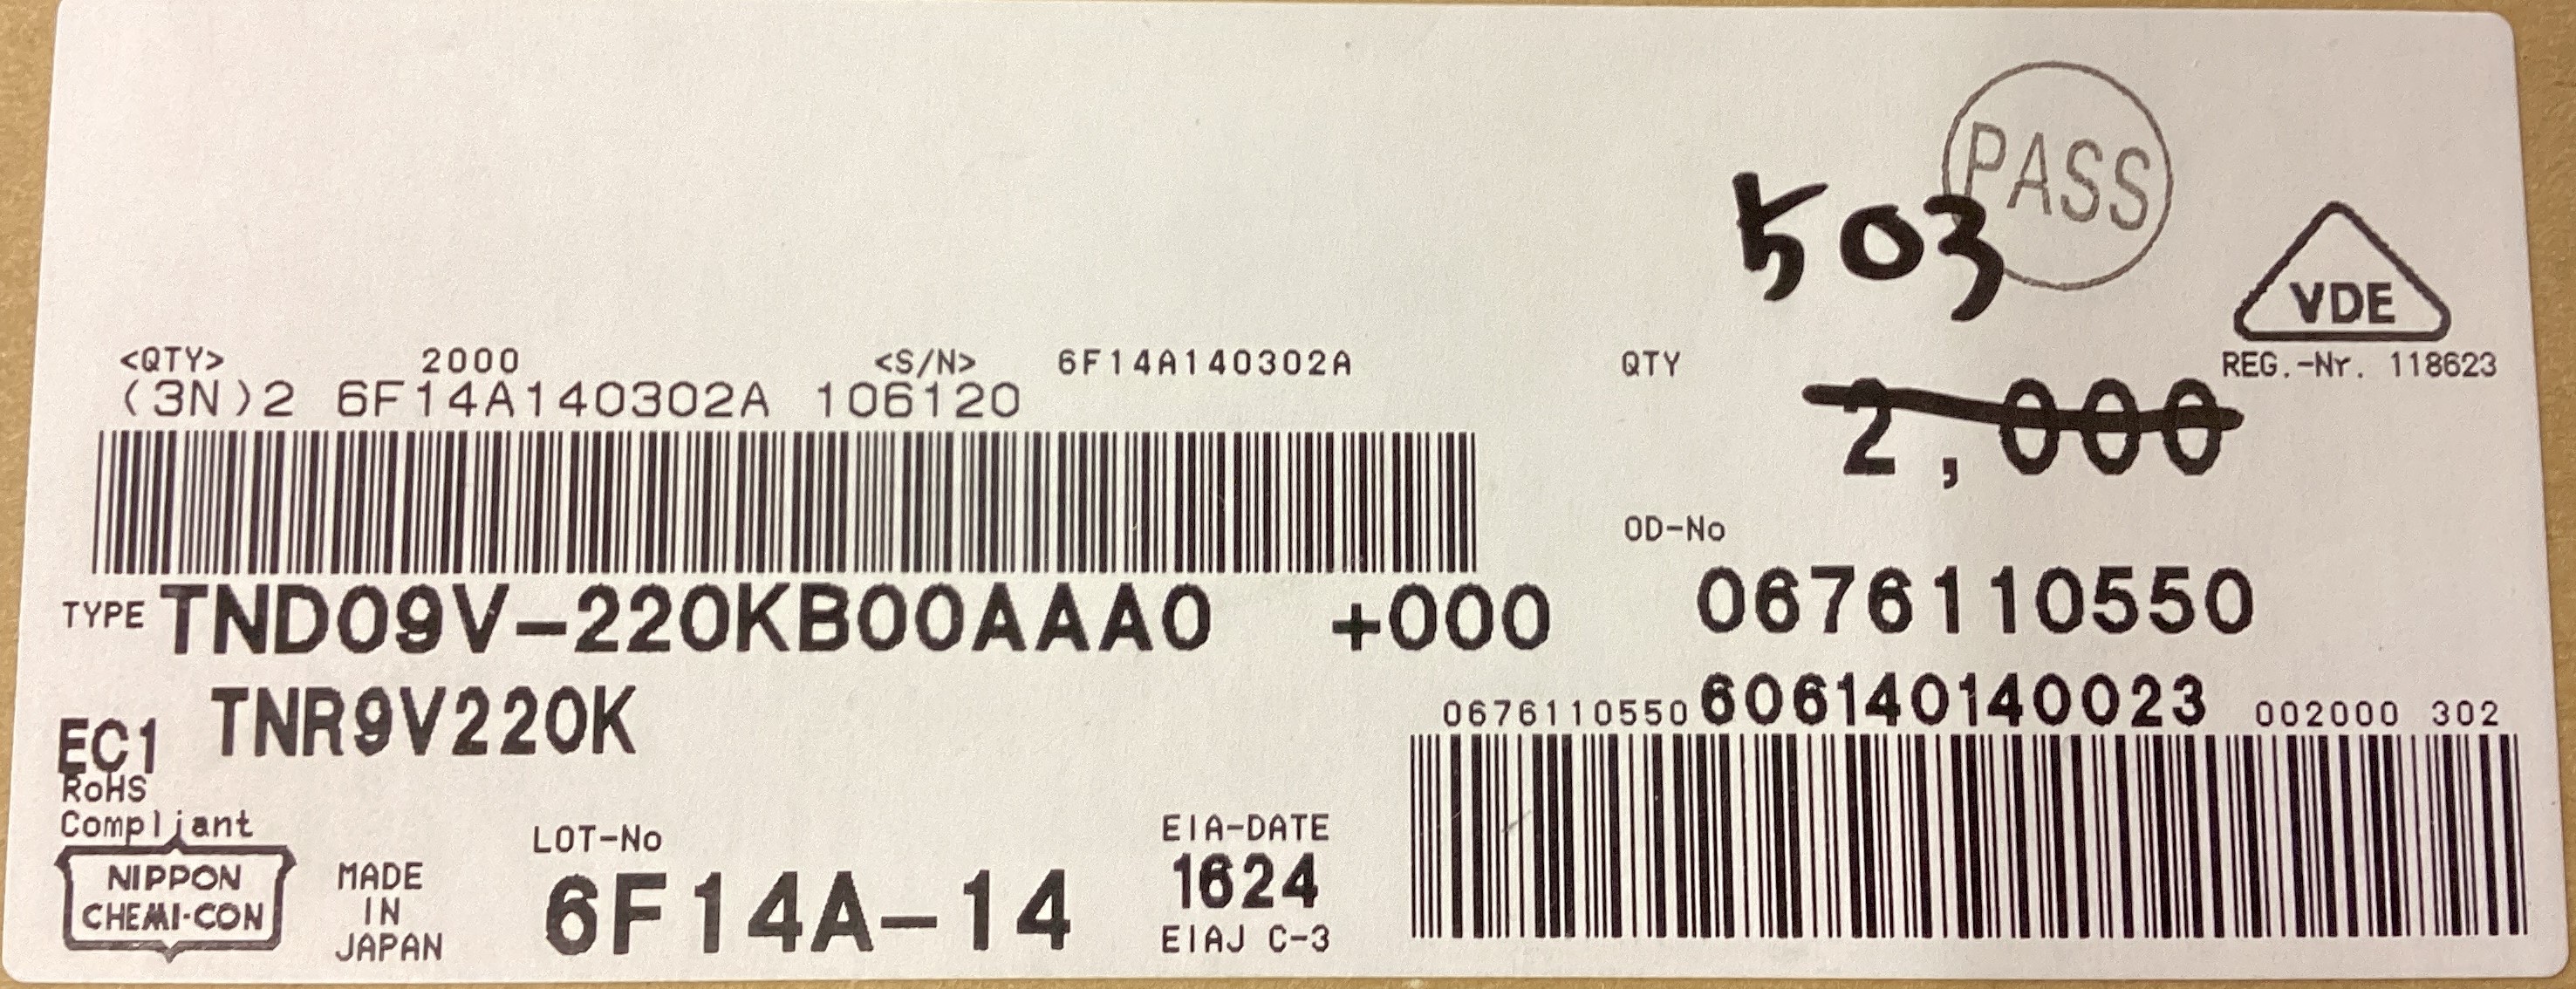 PASS
503
VDE
REG.-Nr. 118623
<QTY> 2000 <S/N> 6F14A140302A
(3N)2 6F14A140302A 106120
QTY
2,000
OD-No
0676110550
TYPE TND09V-220KB00AAA0 +000
TNR9V220K
0676110550 606140140023 002000 302
EC1
RoHS
Compliant
NIPPON
CHEMI-CON
MADE
IN
JAPAN
LOT-No
6F14A-14
EIA-DATE
1624
EIAJ C-3